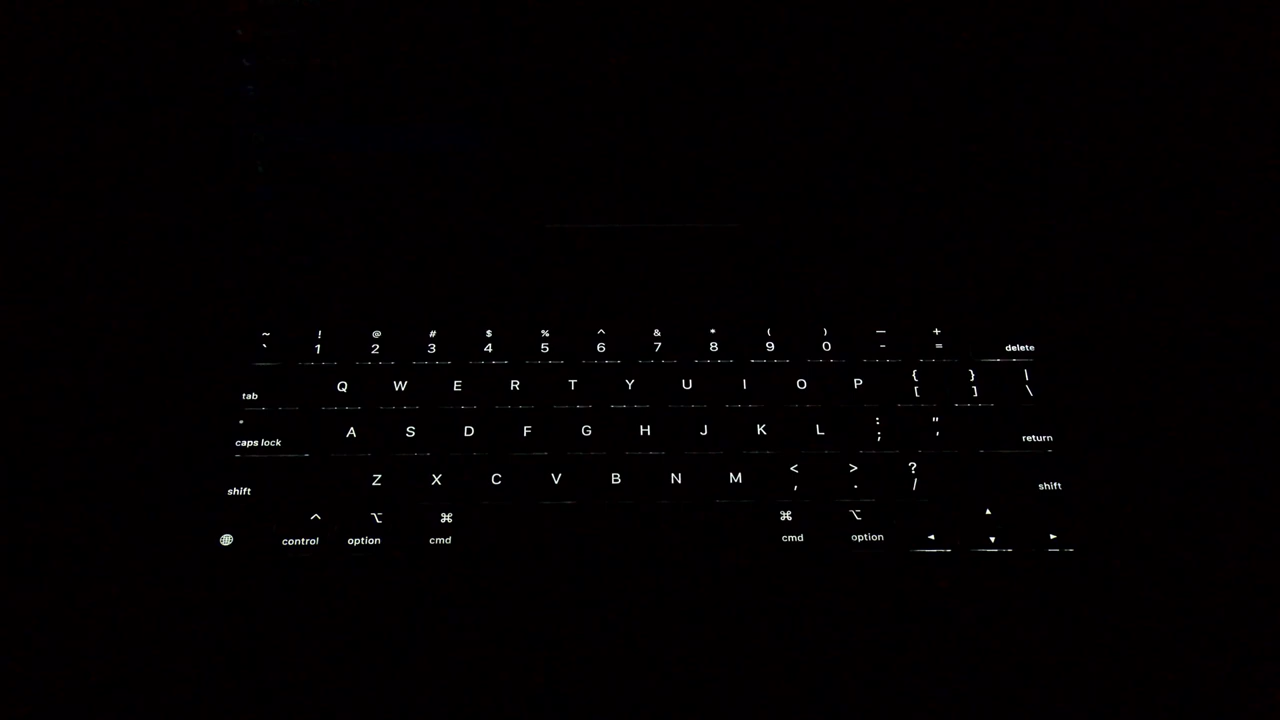 ~ ! @ # $ % ^ & * ( ) — +
` 1 2 3 4 5 6 7 8 9 0 - = delete
tab Q W E R T Y U I O P { } |
[ ] \
caps lock A S D F G H J K L : "
; ' return
shift Z X C V B N M < > ? shift
, . /
^ ⌥ ⌘ ⌘ ⌥ ▲
control option cmd cmd option ◀ ▼ ▶